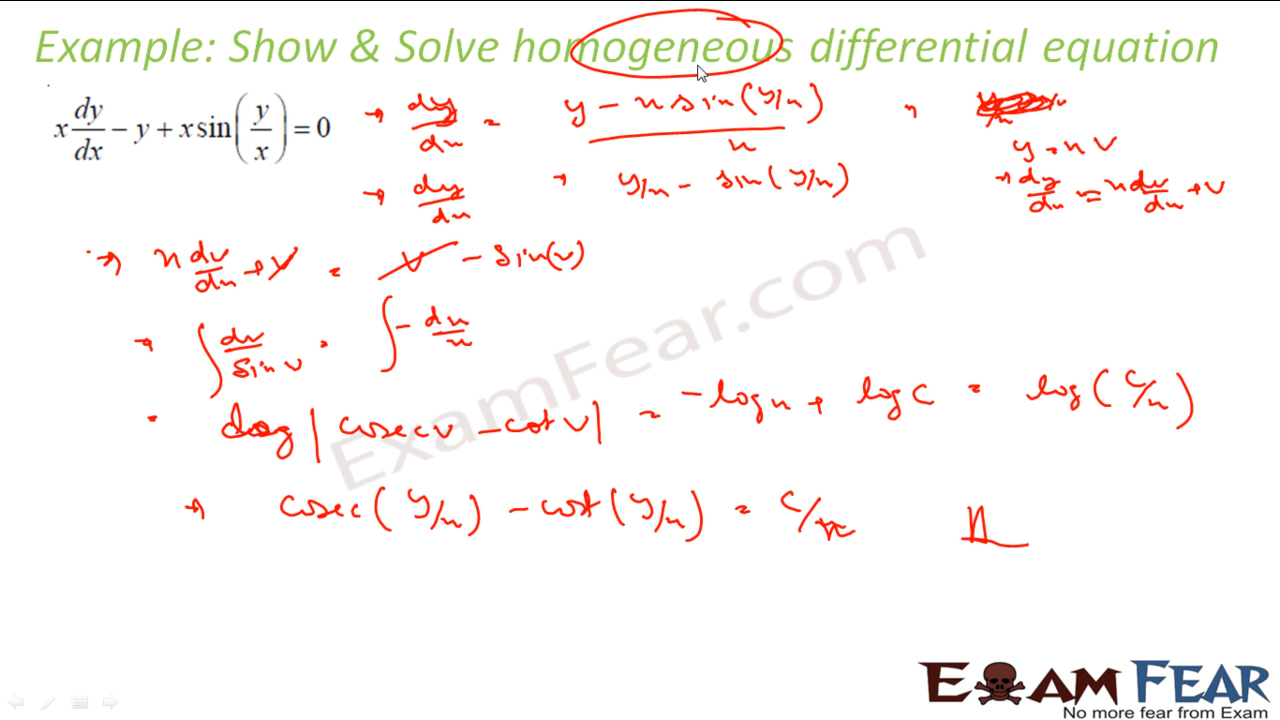 Example: Show & Solve homogeneous differential equation
x dy/dx − y + x sin(y/x) = 0
→ dy/dx = y − x sin(y/x) / x
y = x v
→ dy/dx = y/x − sin(y/x)
→ dy/dx = x dv/dx + v
→ x dv/dx + v = v − sin(v)
→ ∫ dv/sin v = ∫ − dx/x
= log | cosec v − cot v | = − log x + log c = log (c/x)
→ cosec (y/x) − cot (y/x) = c/x
ExamFear.com
EXAM FEAR
No more fear from Exam